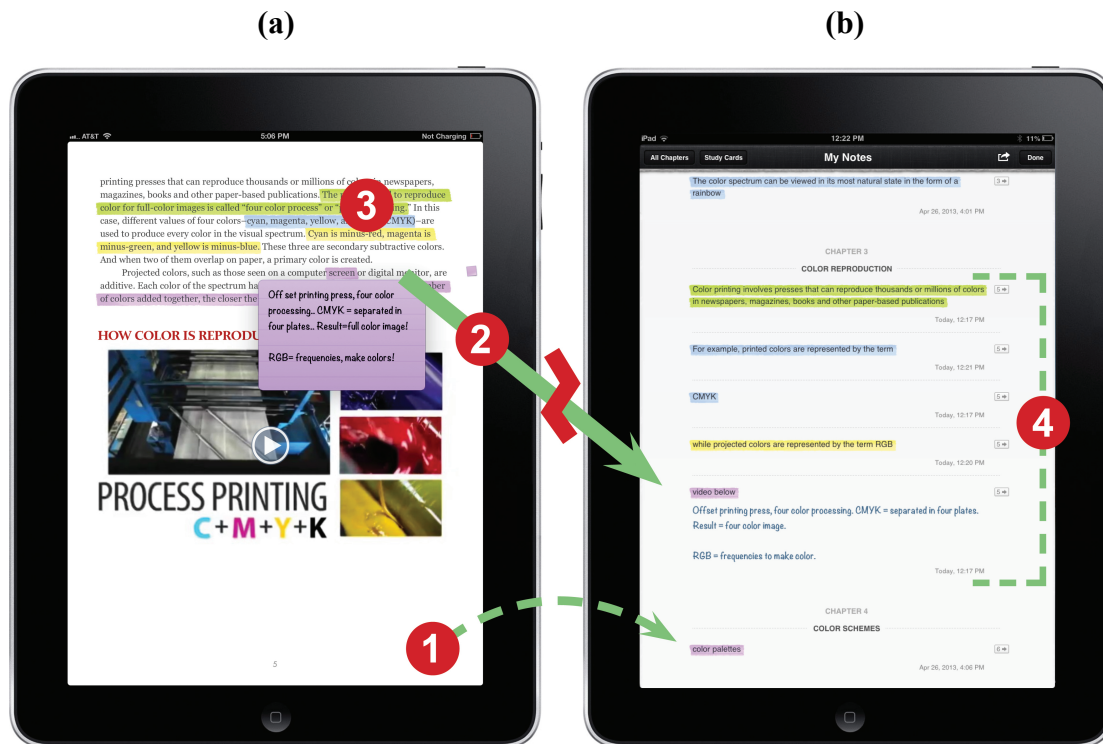 (a)
AT&T 5:06 PM Not Charging
printing presses that can reproduce thousands or millions of in newspapers,
magazines, books and other paper-based publications. The to reproduce
color for full-color images is called “four color process” or “ In this
case, different values of four colors–cyan, magenta, yellow, –are
used to produce every color in the visual spectrum. Cyan is minus-red, magenta is
minus-green, and yellow is minus-blue. These three are secondary subtractive colors.
And when two of them overlap on paper, a primary color is created.
Projected colors, such as those seen on a computer screen or digital monitor, are
additive. Each color of the spectrum
of colors added together, the closer
Off set printing press, four color
processing.. CMYK = separated in
four plates.. Result=full color image!
RGB= frequencies, make colors!
HOW COLOR IS
PROCESS PRINTING
C+M+Y+K
5
1
2
3
(b)
iPad 12:22 PM 11%
All Chapters Study Cards My Notes Done
The color spectrum can be viewed in its most natural state in the form of a 3
rainbow
Apr 26, 2013, 4:01 PM
CHAPTER 3
COLOR REPRODUCTION
Color printing involves presses that can reproduce thousands or millions of colors 5
in newspapers, magazines, books and other paper-based publications
Today, 12:17 PM
For example, printed colors are represented by the term 5
Today, 12:21 PM
CMYK 5
Today, 12:17 PM
while projected colors are represented by the term RGB 5
Today, 12:20 PM
video below 5
Offset printing press, four color processing. CMYK = separated in four plates.
Result = four color image.
RGB = frequencies to make color.
Today, 12:17 PM
CHAPTER 4
COLOR SCHEMES
color palettes 6
Apr 26, 2013, 4:06 PM
4